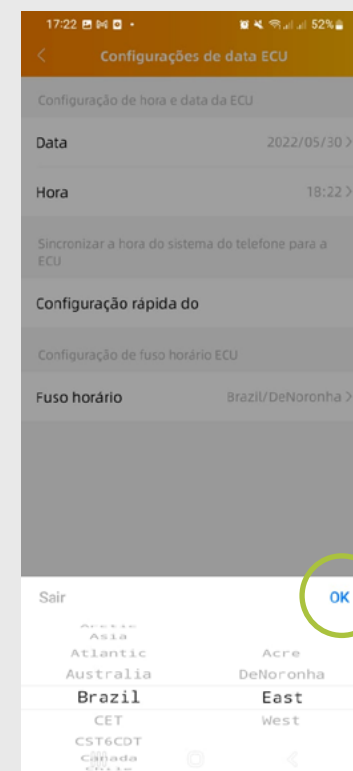 17:22
52%
Configurações de data ECU
Configuração de hora e data da ECU
Data 2022/05/30
Hora 18:22
Sincronizar a hora do sistema do telefone para a
ECU
Configuração rápida do
Configuração de fuso horário ECU
Fuso horário Brazil/DeNoronha
Sair OK
Arctic
Asia
Atlantic Acre
Australia DeNoronha
Brazil East
CET West
CST6CDT
Canada